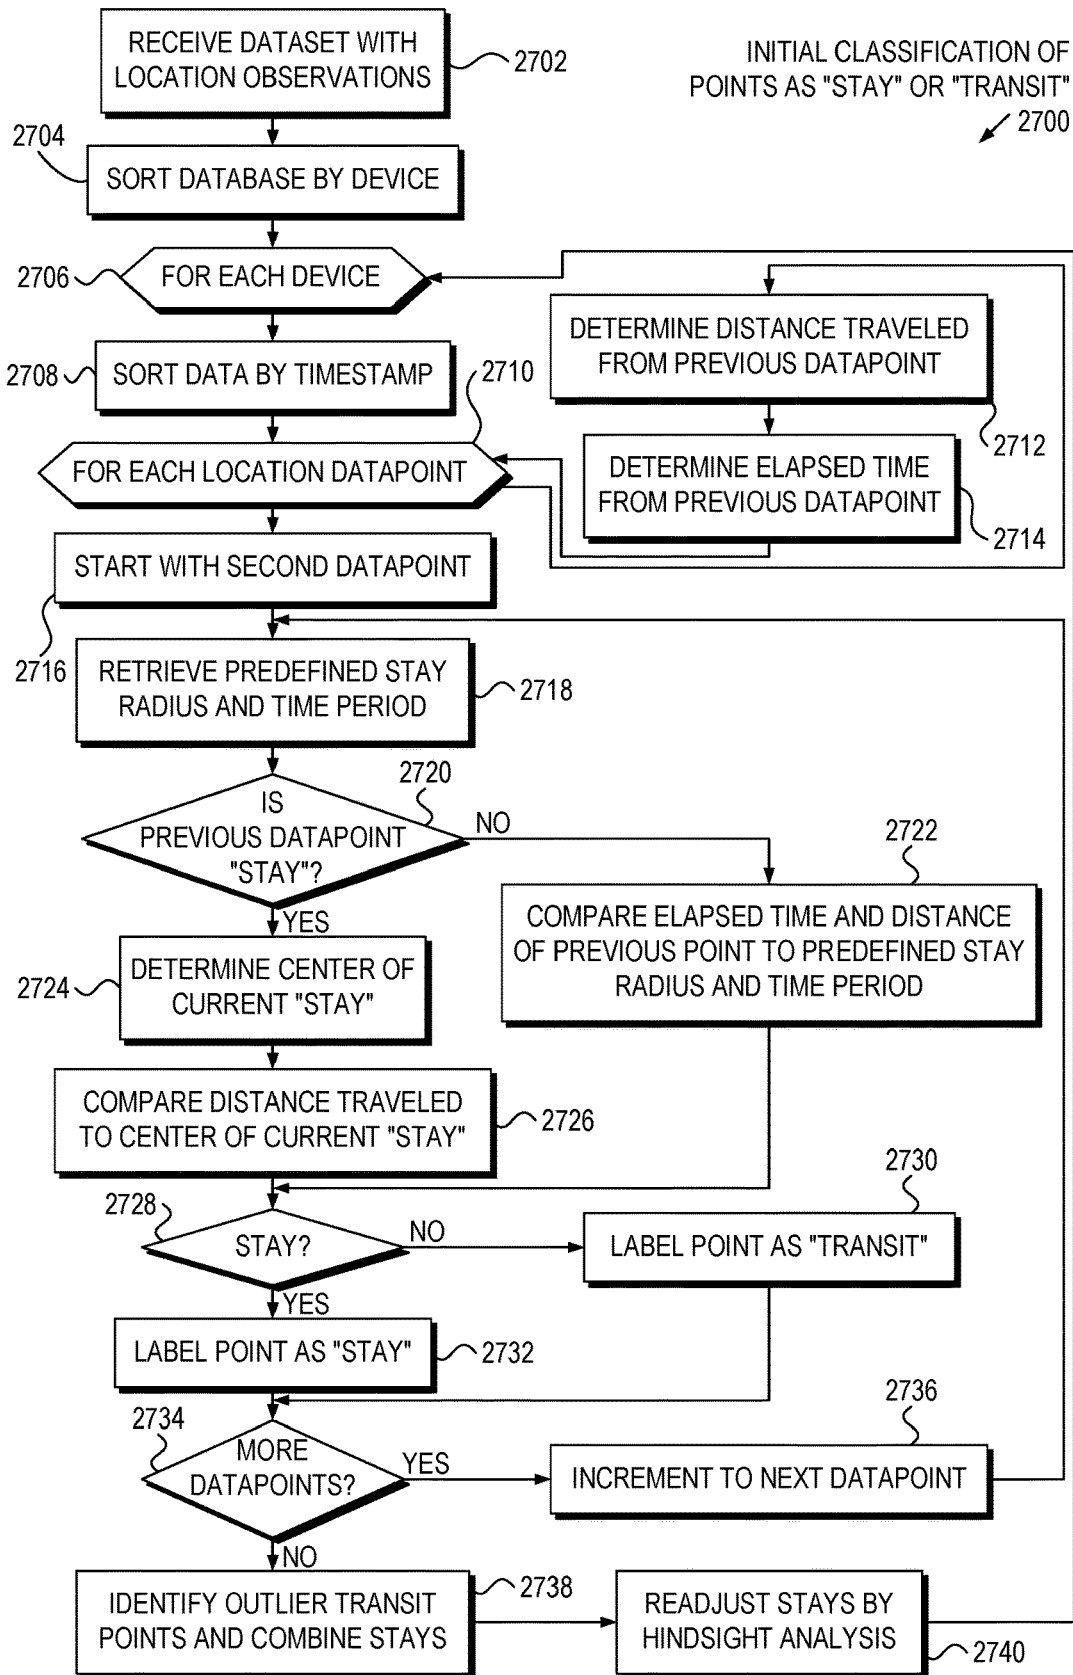 RECEIVE DATASET WITH
LOCATION OBSERVATIONS
2702
INITIAL CLASSIFICATION OF
POINTS AS "STAY" OR "TRANSIT"
2700
2704
SORT DATABASE BY DEVICE
2706
FOR EACH DEVICE
DETERMINE DISTANCE TRAVELED
FROM PREVIOUS DATAPOINT
2712
2708
SORT DATA BY TIMESTAMP
2710
FOR EACH LOCATION DATAPOINT
DETERMINE ELAPSED TIME
FROM PREVIOUS DATAPOINT
2714
START WITH SECOND DATAPOINT
2716
RETRIEVE PREDEFINED STAY
RADIUS AND TIME PERIOD
2718
2720
IS
PREVIOUS DATAPOINT
"STAY"?
NO
YES
2722
COMPARE ELAPSED TIME AND DISTANCE
OF PREVIOUS POINT TO PREDEFINED STAY
RADIUS AND TIME PERIOD
2724
DETERMINE CENTER OF
CURRENT "STAY"
COMPARE DISTANCE TRAVELED
TO CENTER OF CURRENT "STAY"
2726
2728
STAY?
NO
YES
2730
LABEL POINT AS "TRANSIT"
LABEL POINT AS "STAY"
2732
2734
MORE
DATAPOINTS?
YES
NO
2736
INCREMENT TO NEXT DATAPOINT
IDENTIFY OUTLIER TRANSIT
POINTS AND COMBINE STAYS
2738
READJUST STAYS BY
HINDSIGHT ANALYSIS
2740